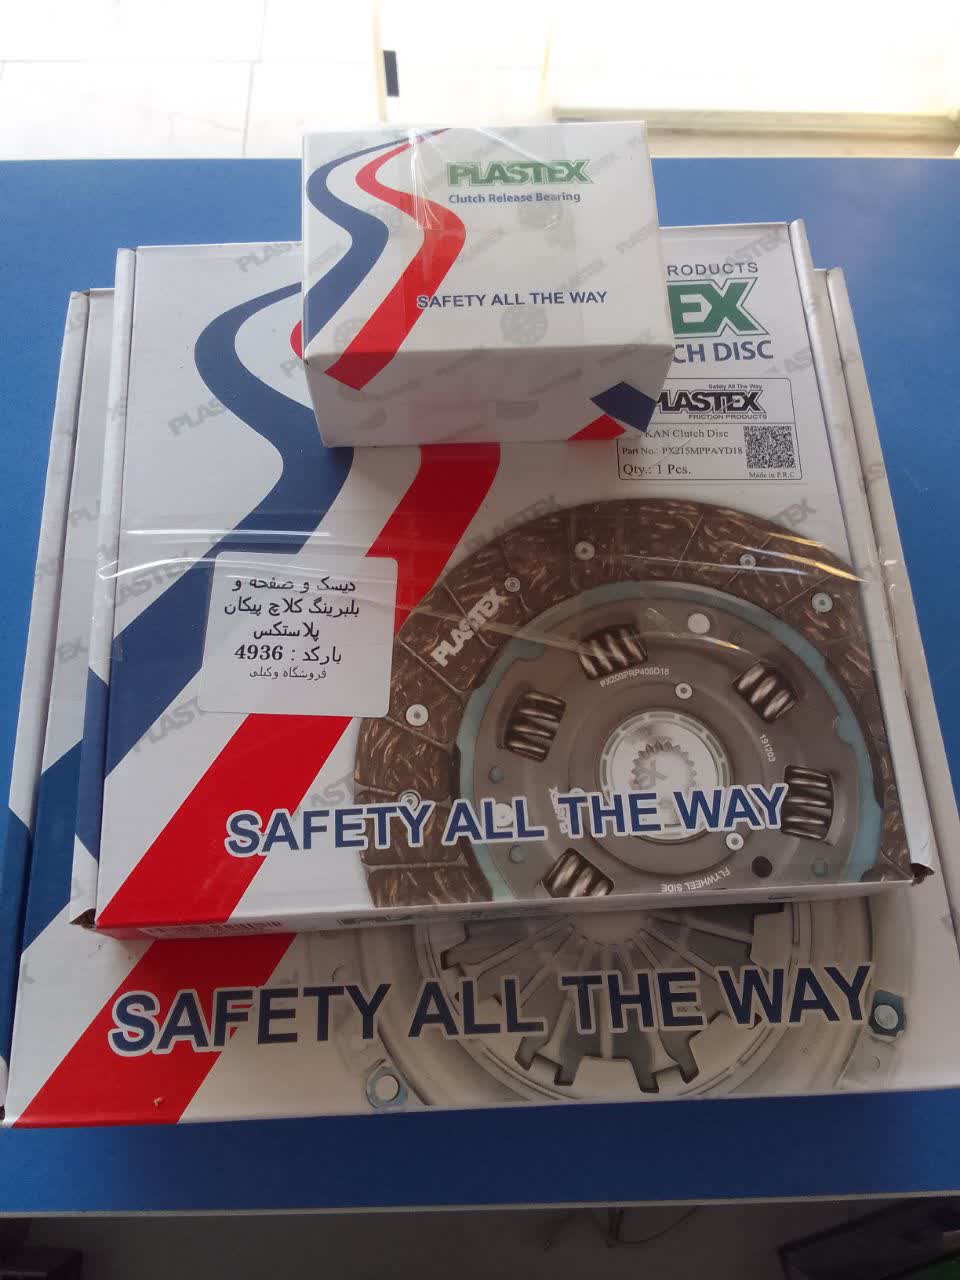 PLASTEX
Clutch Release Bearing
SAFETY ALL THE WAY
RODUCTS
EX
CH DISC
Safety All The Way
PLASTEX
FRICTION PRODUCTS
KAN Clutch Disc
Part No.: PX215MPPAYD18
Qty.: 1 Pcs.
Made in P.R.C
دیسک و صفحه و
بلبرینگ کلاچ پیکان
پلاستکس
بارکد : 4936
فروشگاه وکیلی
PLASTEX
PX200PRP405D18
191203
FLYWHEEL SIDE
SAFETY ALL THE WAY
SAFETY ALL THE WAY